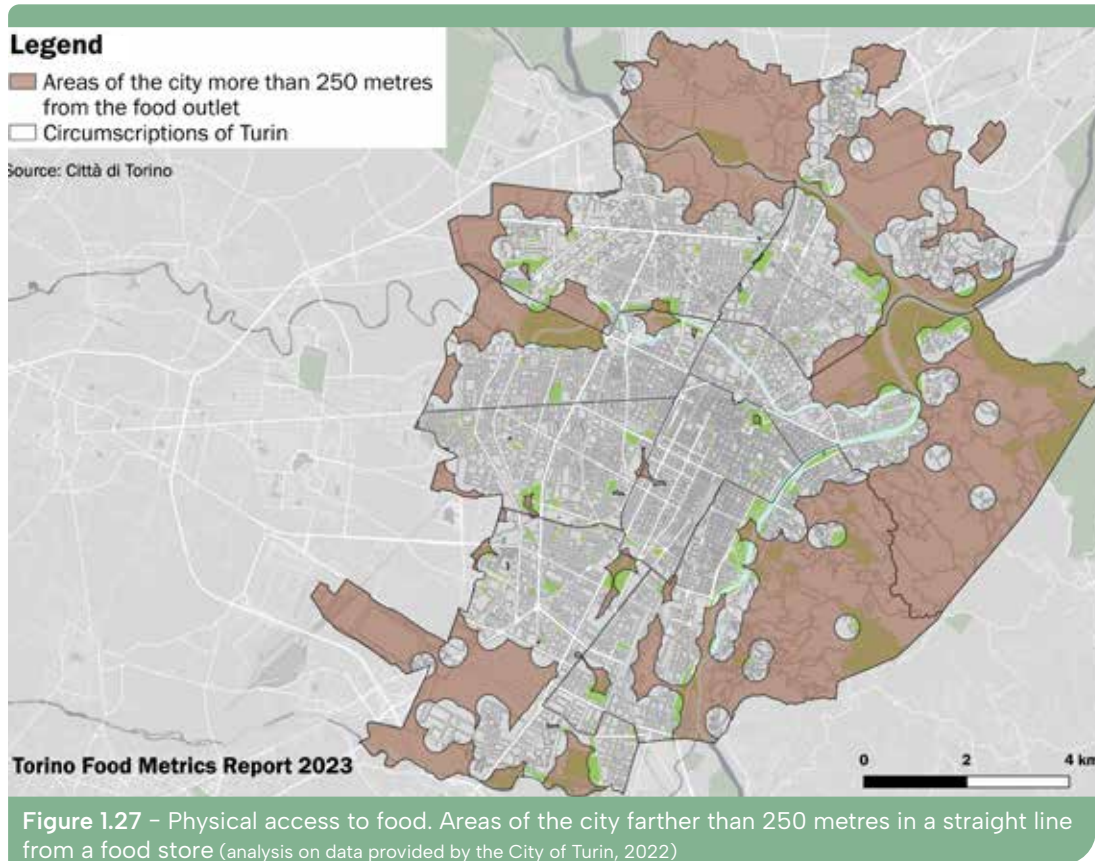 Legend
Areas of the city more than 250 metres
from the food outlet
Circumscriptions of Turin
Source: Città di Torino
Torino Food Metrics Report 2023
0 2 4 km
Figure 1.27 – Physical access to food. Areas of the city farther than 250 metres in a straight line
from a food store (analysis on data provided by the City of Turin, 2022)